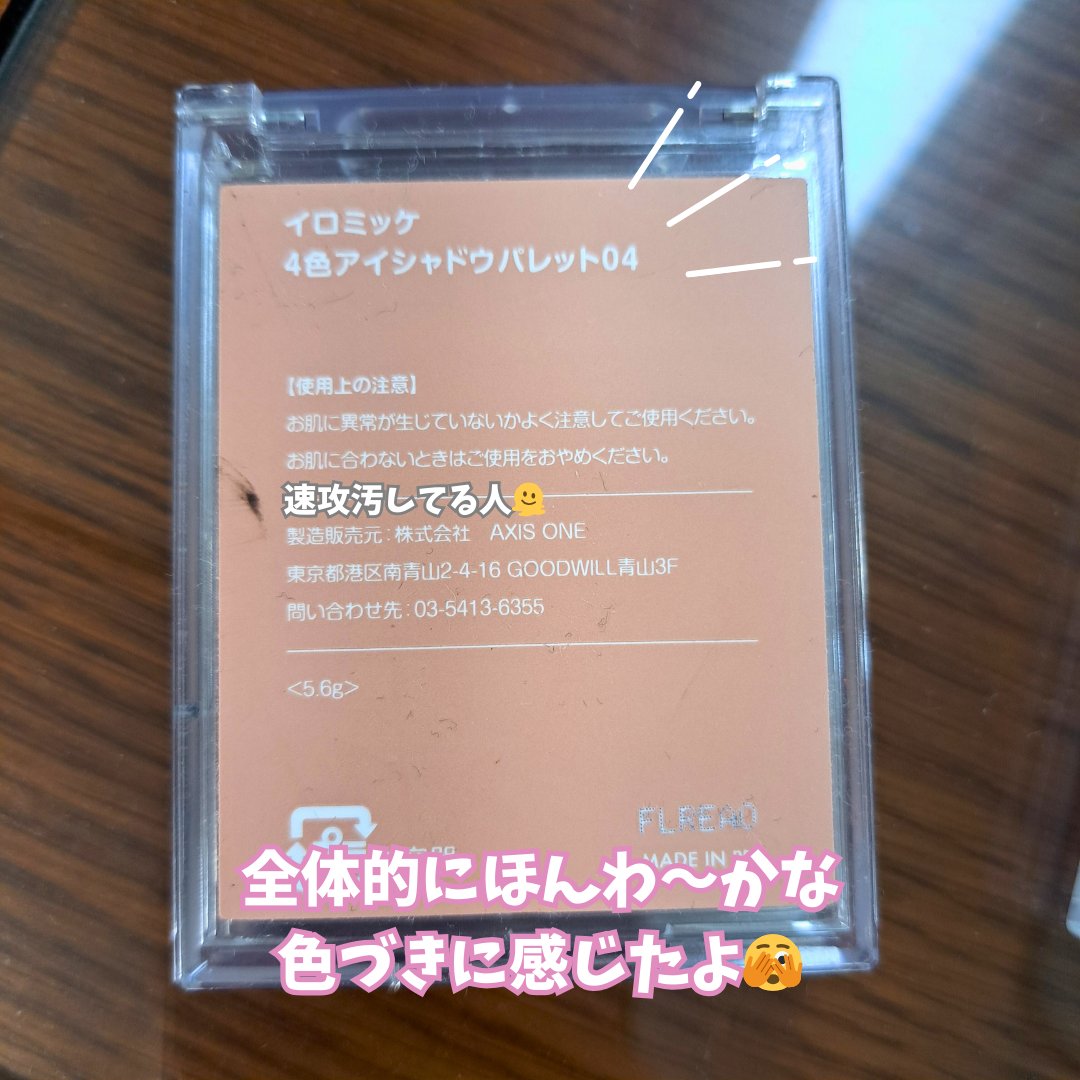 イロミッケ
4色アイシャドウパレット04
【使用上の注意】
お肌に異常が生じていないかよく注意してご使用ください。
お肌に合わないときはご使用をおやめください。
速攻汚してる人🫠
製造販売元：株式会社 AXIS ONE
東京都港区南青山2-4-16 GOODWILL青山3F
問い合わせ先：03-5413-6355
<5.6g>
FLREAO
MADE IN
全体的にほんわ〜かな
色づきに感じたよ🫣